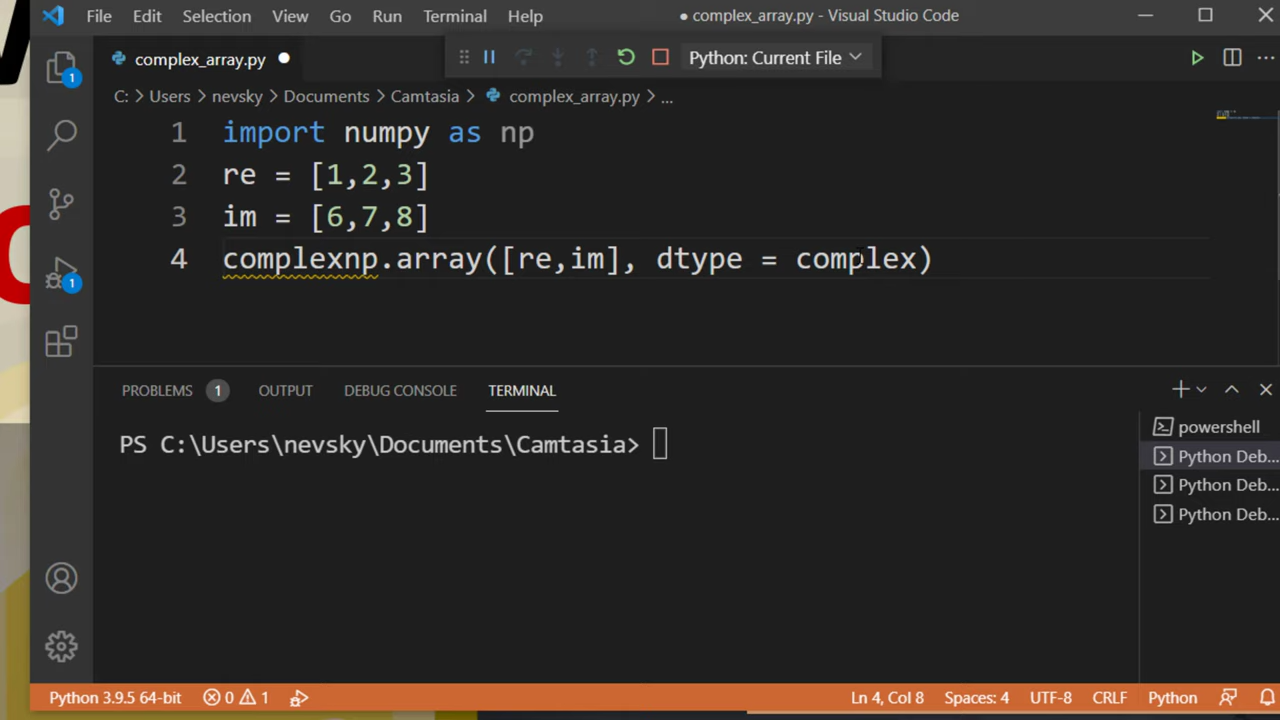 File Edit Selection View Go Run Terminal Help ● complex_array.py - Visual Studio Code
complex_array.py ● Python: Current File
C: > Users > nevsky > Documents > Camtasia > complex_array.py > ...
1 import numpy as np
2 re = [1,2,3]
3 im = [6,7,8]
4 complexnp.array([re,im], dtype = complex)
PROBLEMS 1 OUTPUT DEBUG CONSOLE TERMINAL
PS C:\Users\nevsky\Documents\Camtasia>
powershell
Python Deb...
Python Deb...
Python Deb...
1
1
Python 3.9.5 64-bit 0 1 Ln 4, Col 8 Spaces: 4 UTF-8 CRLF Python